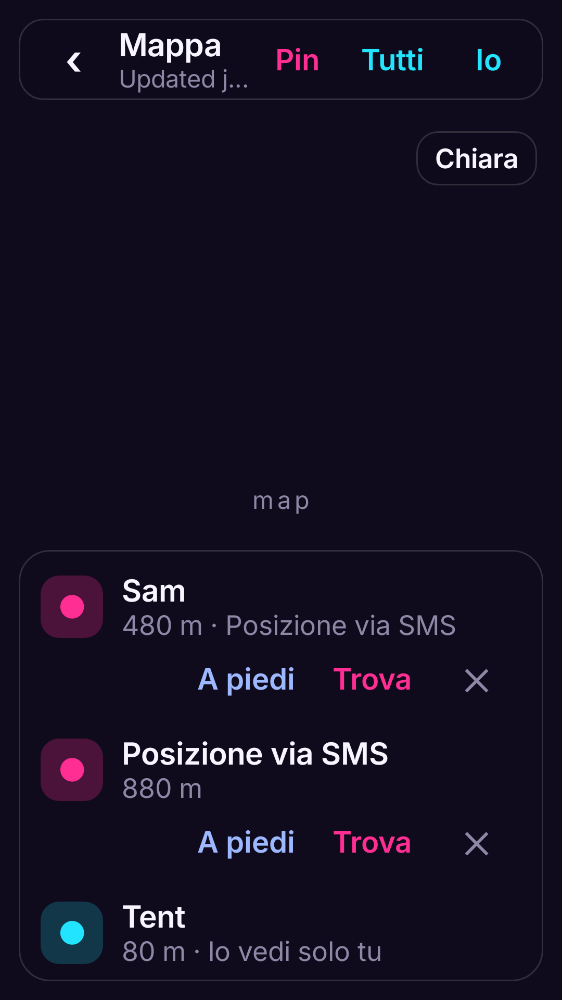 ‹ Mappa Pin Tutti Io
Updated j...
Chiara
map
Sam
480 m · Posizione via SMS
A piedi Trova ×
Posizione via SMS
880 m
A piedi Trova ×
Tent
80 m · lo vedi solo tu